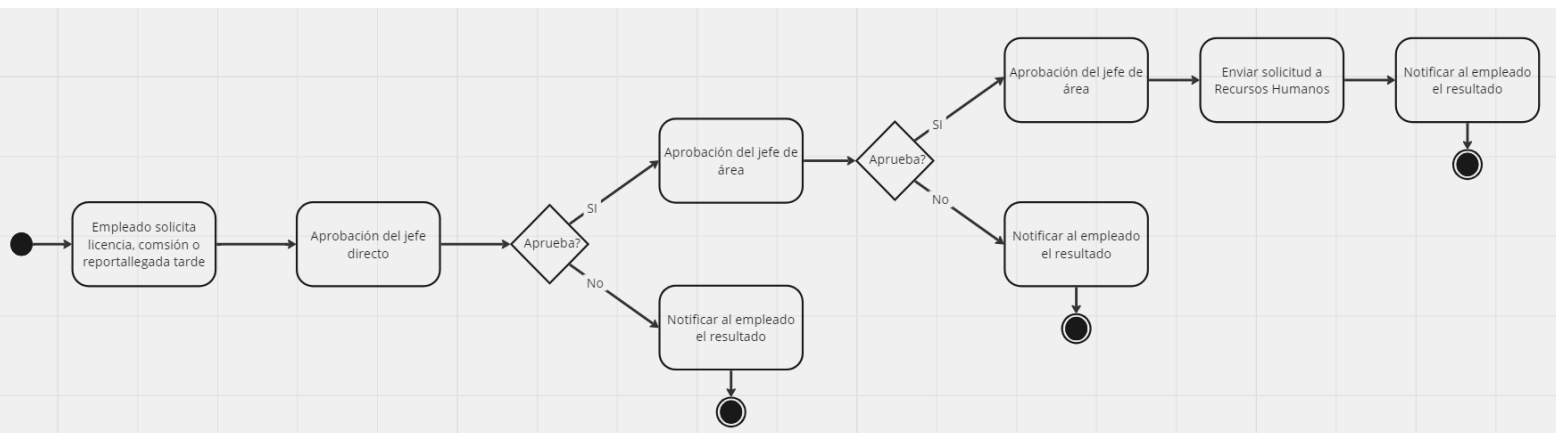 Empleado solicita
licencia, comsión o
reportallegada tarde
Aprobación del jefe
directo
Aprueba?
SI
Aprobación del jefe de
área
No
Notificar al empleado
el resultado
Aprueba?
SI
Aprobación del jefe de
área
Enviar solicitud a
Recursos Humanos
Notificar al empleado
el resultado
No
Notificar al empleado
el resultado